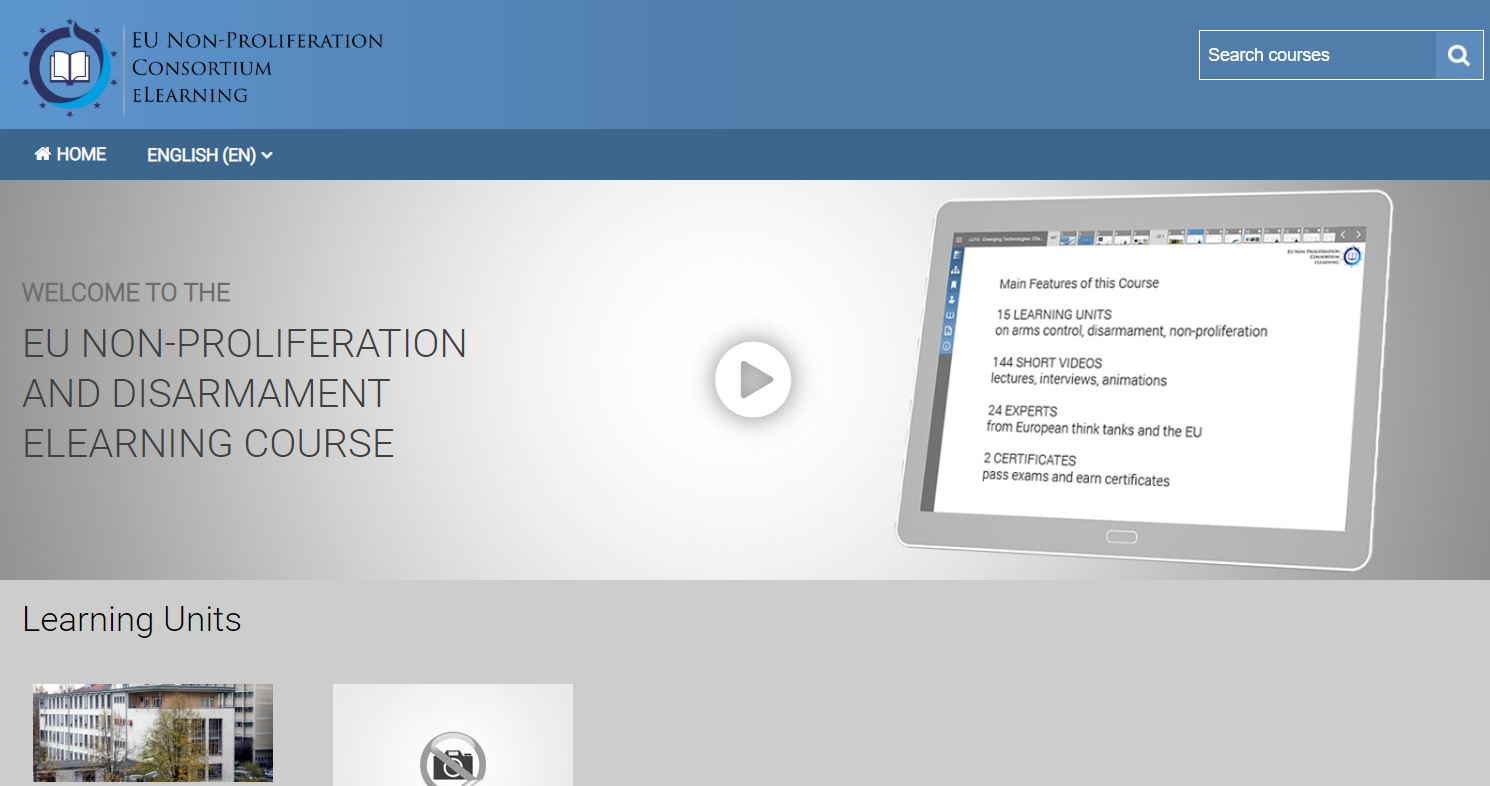 EU Non-Proliferation
Consortium
eLearning
Search courses
HOME
ENGLISH (EN)
WELCOME TO THE
EU NON-PROLIFERATION
AND DISARMAMENT
ELEARNING COURSE
LU15 - Emerging Technologies: Cha...
EU Non-Proliferation
Consortium
eLearning
Main Features of this Course
15 LEARNING UNITS
on arms control, disarmament, non-proliferation
144 SHORT VIDEOS
lectures, interviews, animations
24 EXPERTS
from European think tanks and the EU
2 CERTIFICATES
pass exams and earn certificates
Learning Units